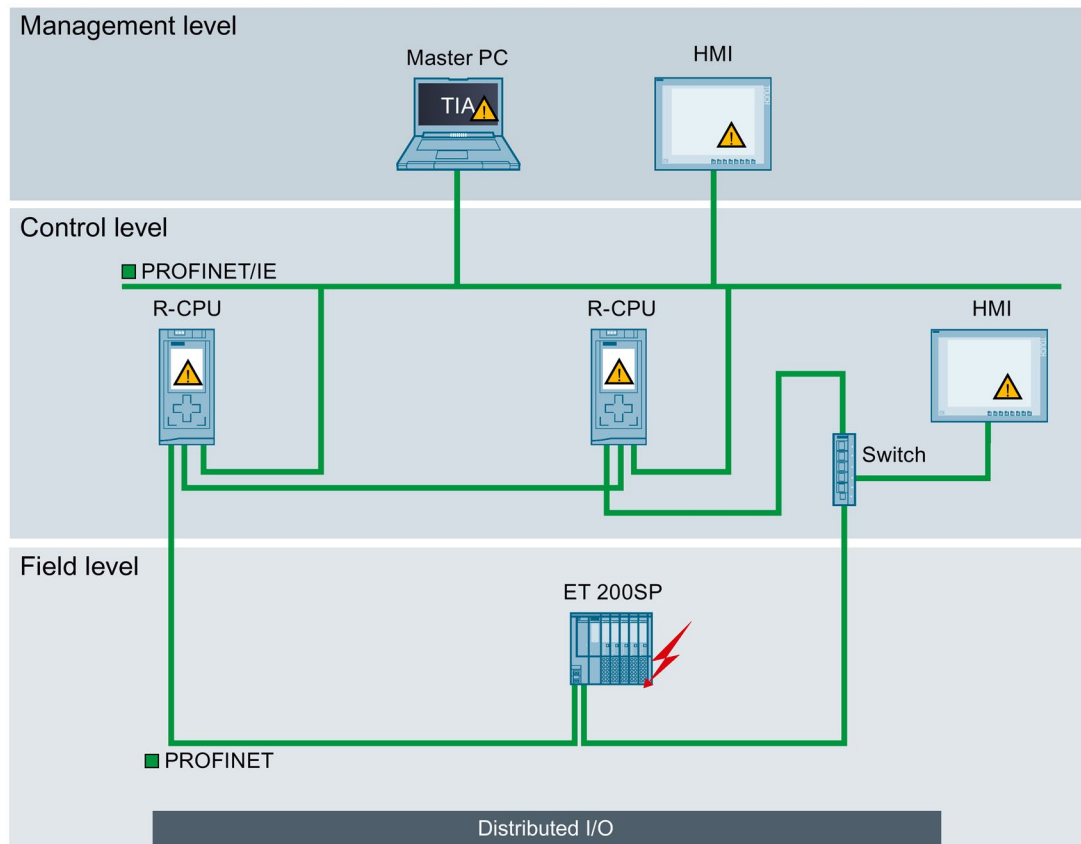 Management level
Master PC
HMI
TIA
Control level
PROFINET/IE
R-CPU
R-CPU
HMI
Switch
Field level
ET 200SP
PROFINET
Distributed I/O